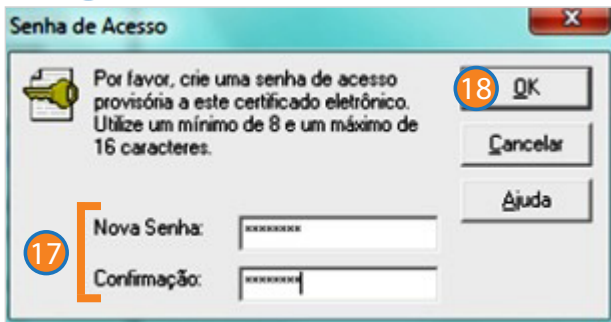 Senha de Acesso
Por favor, crie uma senha de acesso
provisória a este certificado eletrônico.
Utilize um mínimo de 8 e um máximo de
16 caracteres.
18 OK
Cancelar
Ajuda
17
Nova Senha: ××××××××
Confirmação: ××××××××